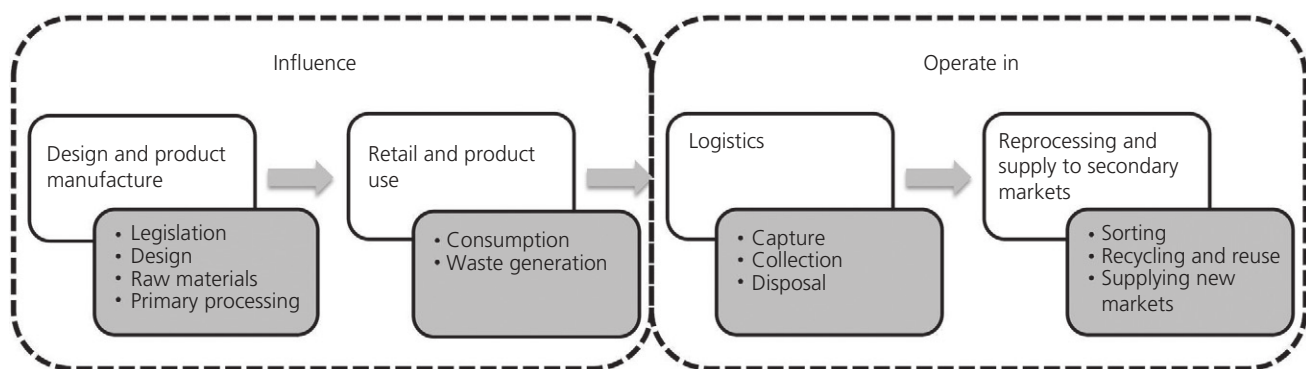 Influence
Operate in
Design and product
manufacture
• Legislation
• Design
• Raw materials
• Primary processing
Retail and product
use
• Consumption
• Waste generation
Logistics
• Capture
• Collection
• Disposal
Reprocessing and
supply to secondary
markets
• Sorting
• Recycling and reuse
• Supplying new
markets